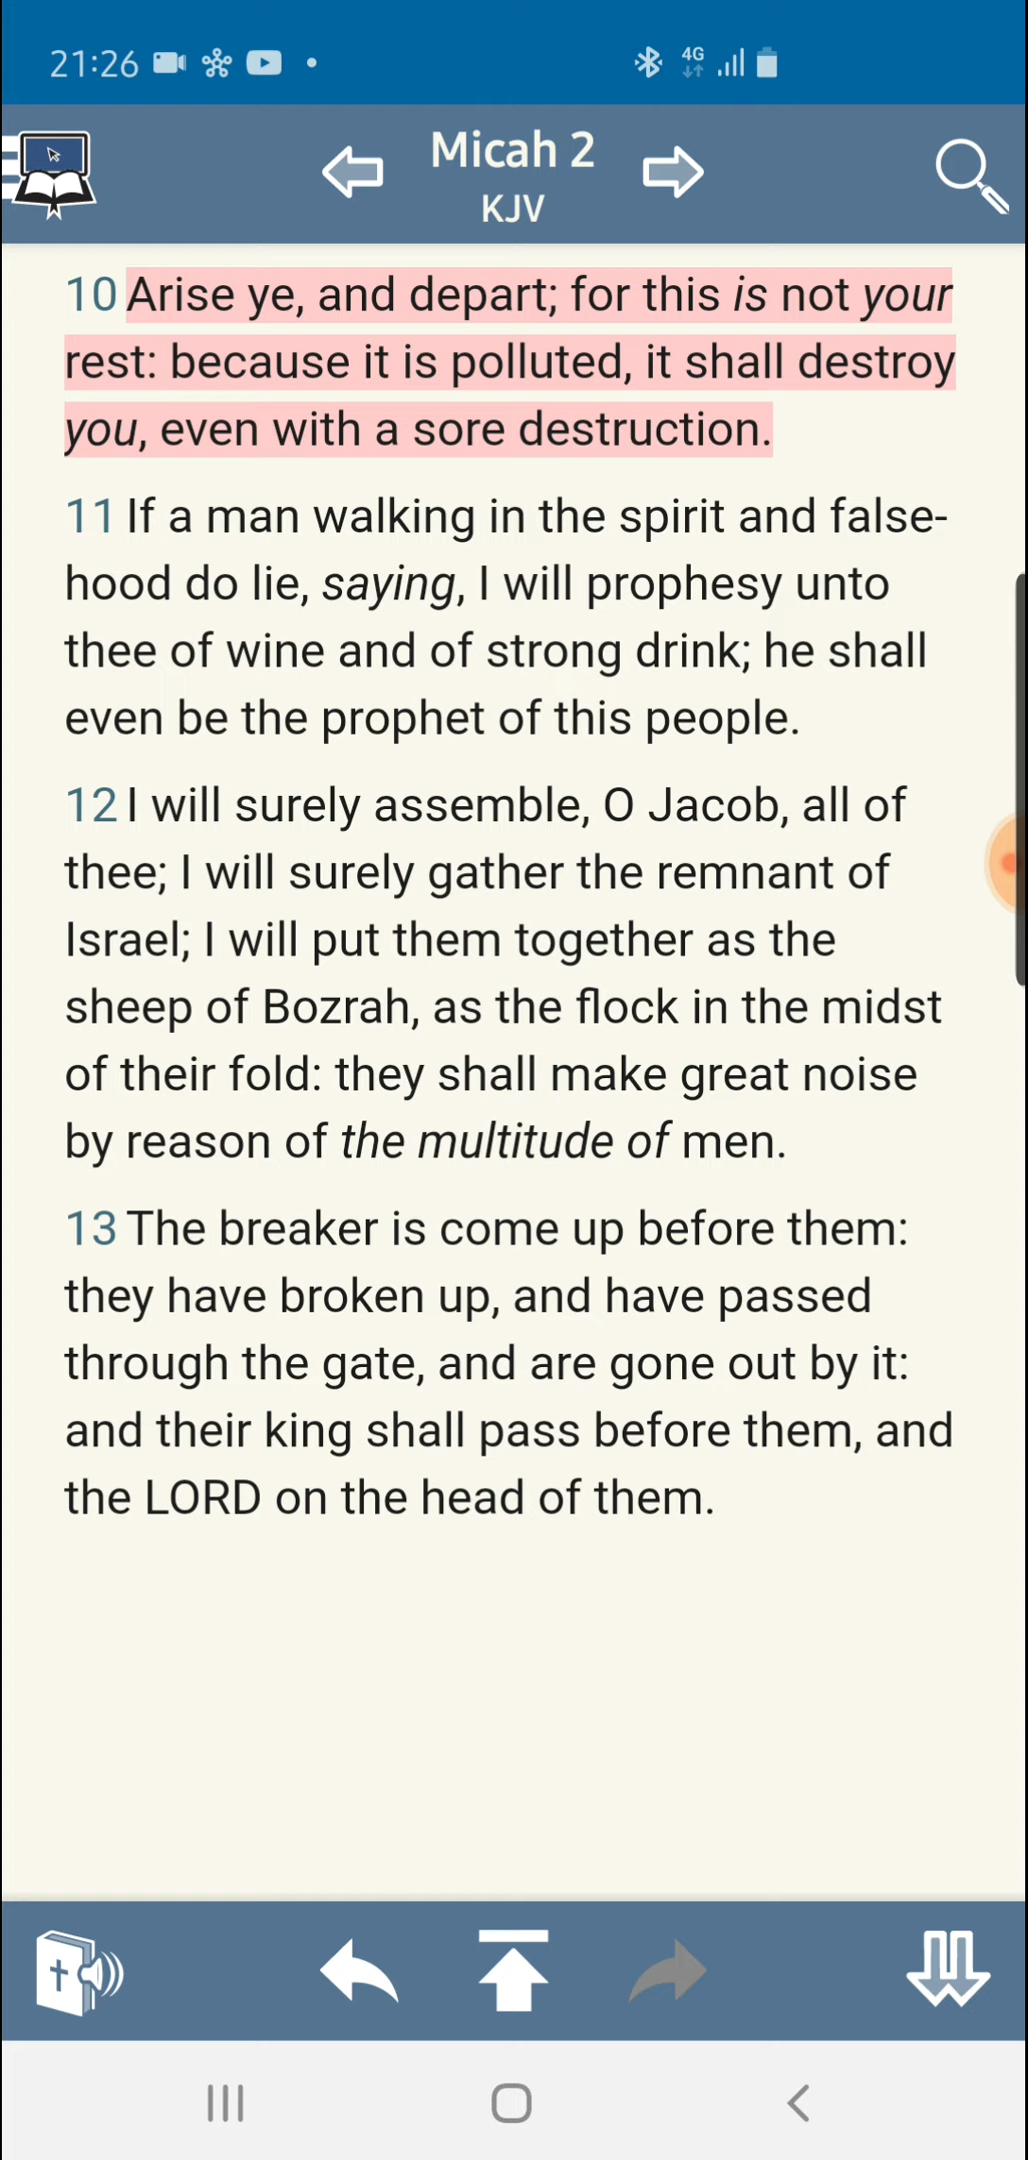 21:26
4G
Micah 2
KJV
10 Arise ye, and depart; for this is not your
rest: because it is polluted, it shall destroy
you, even with a sore destruction.
11 If a man walking in the spirit and false-
hood do lie, saying, I will prophesy unto
thee of wine and of strong drink; he shall
even be the prophet of this people.
12 I will surely assemble, O Jacob, all of
thee; I will surely gather the remnant of
Israel; I will put them together as the
sheep of Bozrah, as the flock in the midst
of their fold: they shall make great noise
by reason of the multitude of men.
13 The breaker is come up before them:
they have broken up, and have passed
through the gate, and are gone out by it:
and their king shall pass before them, and
the LORD on the head of them.